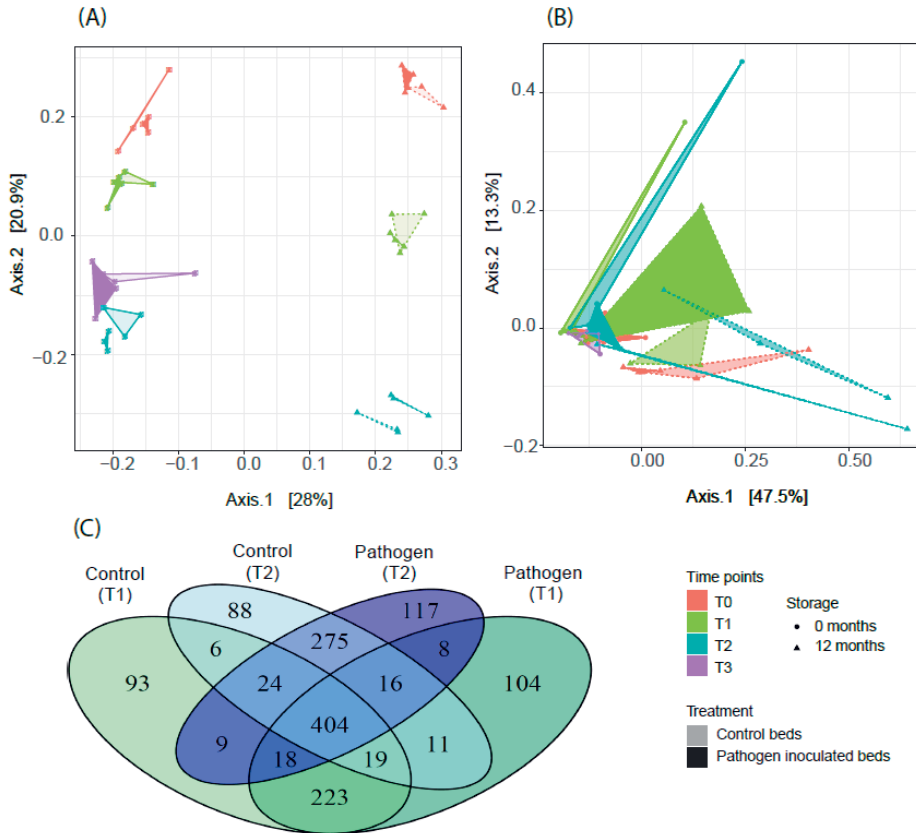 (A)
0.2
0.0
−0.2
Axis.2 [20.9%]
−0.2
−0.1
0.0
0.1
0.2
0.3
Axis.1 [28%]
(B)
0.4
0.2
0.0
−0.2
Axis.2 [13.3%]
0.00
0.25
0.50
Axis.1 [47.5%]
(C)
Control
(T1)
Control
(T2)
Pathogen
(T2)
Pathogen
(T1)
88
117
6
275
8
93
24
16
104
404
9
18
19
11
223
Time points
T0
T1
T2
T3
Storage
0 months
12 months
Treatment
Control beds
Pathogen inoculated beds